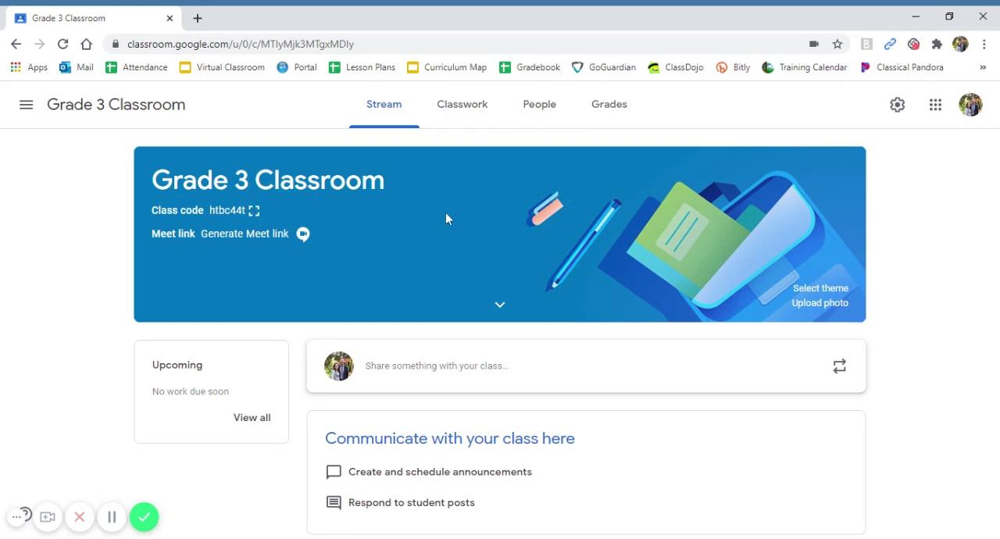 Grade 3 Classroom
classroom.google.com/u/0/c/MTIyMjk3MTgxMDIy
B
Apps Mail Attendance Virtual Classroom Portal Lesson Plans Curriculum Map Gradebook GoGuardian ClassDojo Bitly Training Calendar Classical Pandora »
Grade 3 Classroom Stream Classwork People Grades
Grade 3 Classroom
Class code htbc44t
Meet link Generate Meet link
Select theme
Upload photo
Upcoming
No work due soon
View all
Share something with your class...
Communicate with your class here
Create and schedule announcements
Respond to student posts